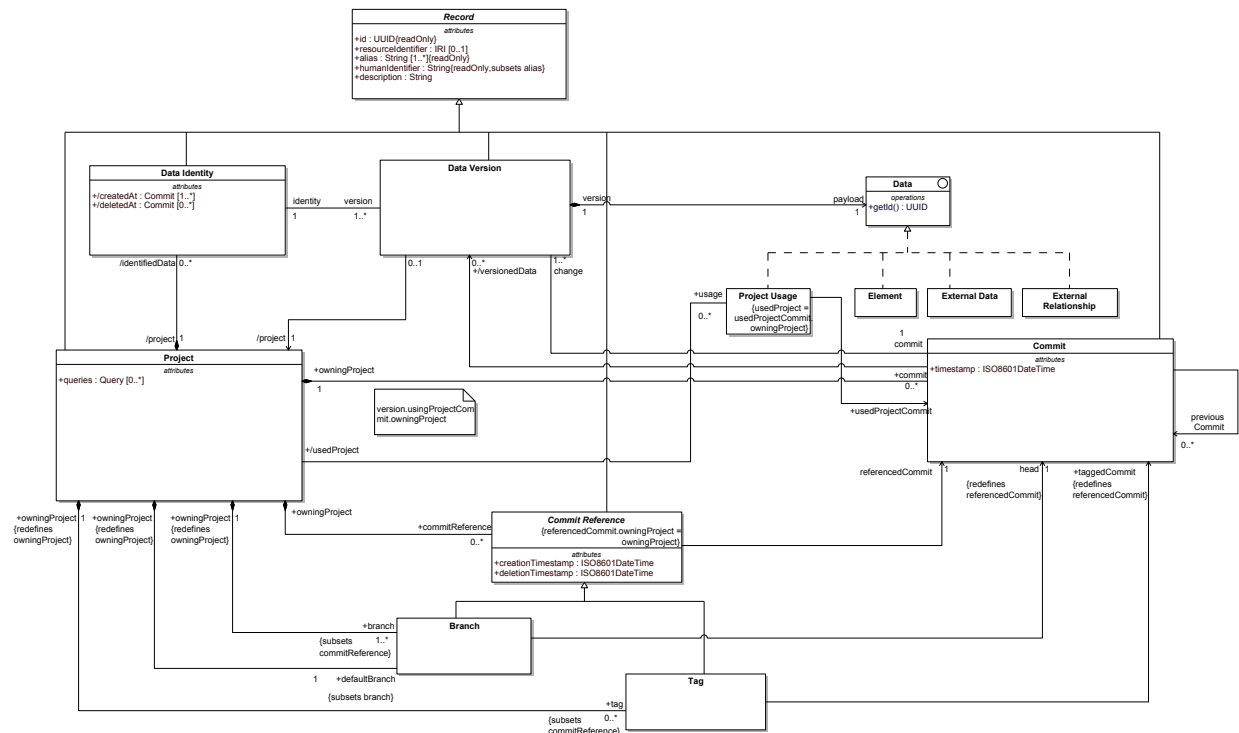 Record
attributes
+id : UUID{readOnly}
+resourceIdentifier : IRI [0..1]
+alias : String [1..*]{readOnly}
+humanIdentifier : String{readOnly,subsets alias}
+description : String
Data Identity
attributes
+/createdAt : Commit [1..*]
+/deletedAt : Commit [0..*]
identity
1
version
1..*
Data Version
version
1
payload
1
Data
operations
+getId() : UUID
/identifiedData
0..*
0..1
0..*
+/versionedData
1..*
change
+usage
0..*
Project Usage
{usedProject =
usedProjectCommit.
owningProject}
Element
External Data
External
Relationship
/project
1
/project
1
1
commit
Project
attributes
+queries : Query [0..*]
+owningProject
1
+commit
0..*
Commit
attributes
+timestamp : ISO8601DateTime
version.usingProjectCom
mit.owningProject
+usedProjectCommit
previous
Commit
0..*
+/usedProject
referencedCommit
1
head
1
{redefines
referencedCommit}
+taggedCommit
{redefines
referencedCommit}
+owningProject
1
{redefines
owningProject}
+owningProject
{redefines
owningProject}
+owningProject
1
{redefines
owningProject}
+owningProject
+commitReference
0..*
Commit Reference
{referencedCommit.owningProject =
owningProject}
attributes
+creationTimestamp : ISO8601DateTime
+deletionTimestamp : ISO8601DateTime
+branch
1..*
{subsets
commitReference}
Branch
1
+defaultBranch
{subsets branch}
+tag
0..*
{subsets
commitReference}
Tag